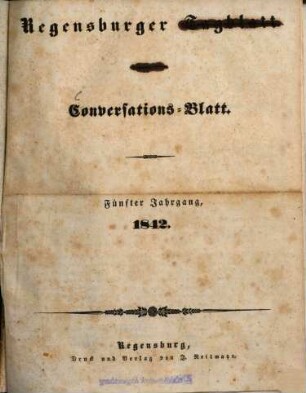 Regensburger
Conversations-Blatt.
Fünfter Jahrgang,
1842.
Regensburg,
Druck und Verlag von J. Reitmayr.